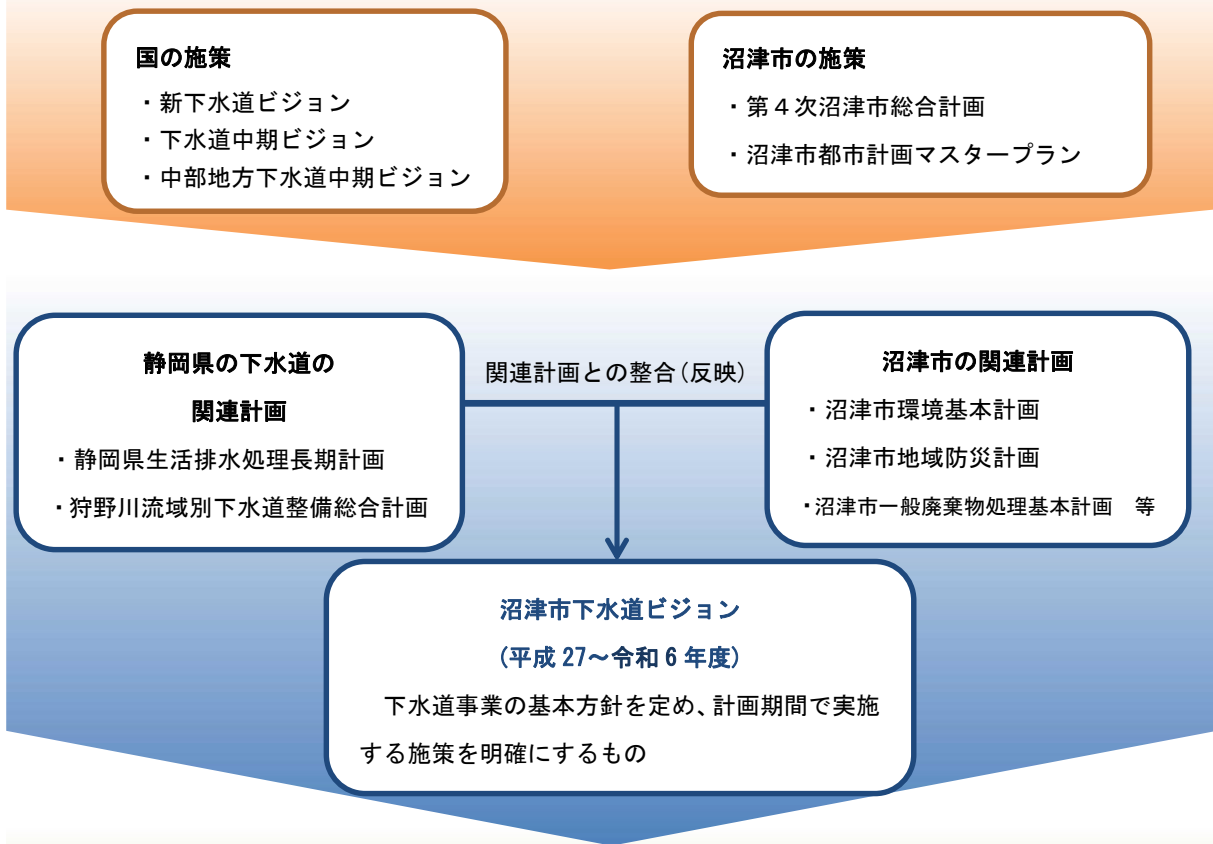 国の施策
・新下水道ビジョン
・下水道中期ビジョン
・中部地方下水道中期ビジョン
沼津市の施策
・第４次沼津市総合計画
・沼津市都市計画マスタープラン
静岡県の下水道の
関連計画
・静岡県生活排水処理長期計画
・狩野川流域別下水道整備総合計画
関連計画との整合（反映）
沼津市の関連計画
・沼津市環境基本計画
・沼津市地域防災計画
・沼津市一般廃棄物処理基本計画　等
沼津市下水道ビジョン
(平成 27～令和 6 年度)
下水道事業の基本方針を定め、計画期間で実施
する施策を明確にするもの